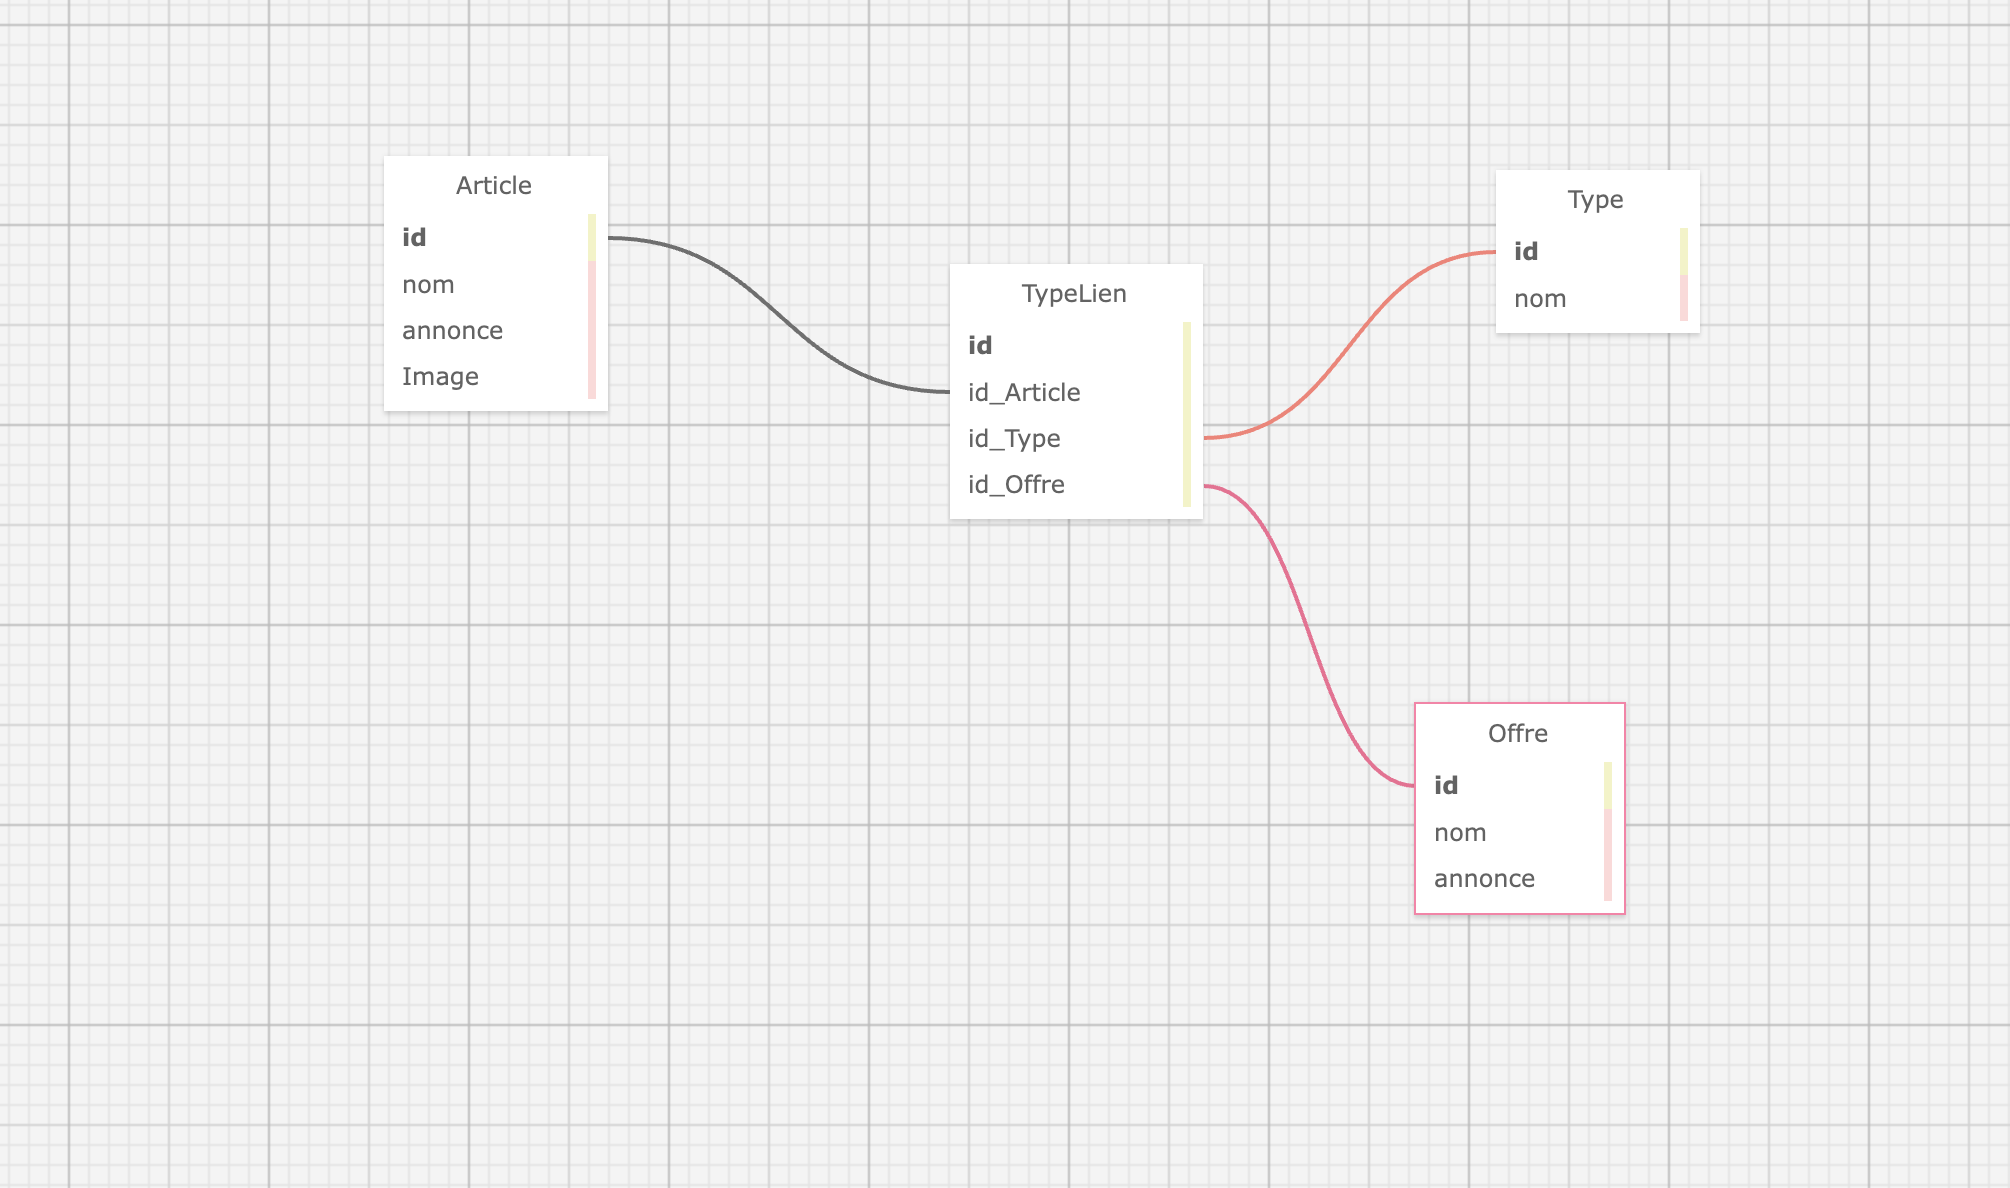 Article
id
nom
annonce
Image
TypeLien
id
id_Article
id_Type
id_Offre
Type
id
nom
Offre
id
nom
annonce